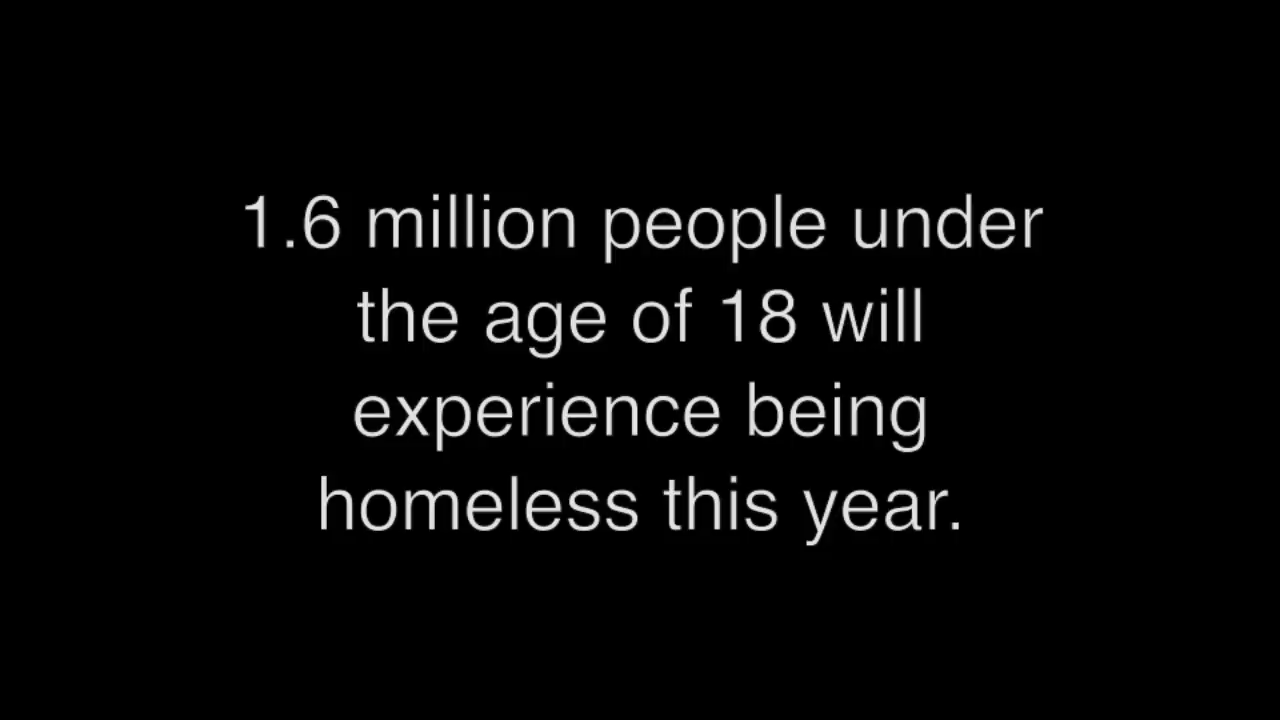 1.6 million people under
the age of 18 will
experience being
homeless this year.